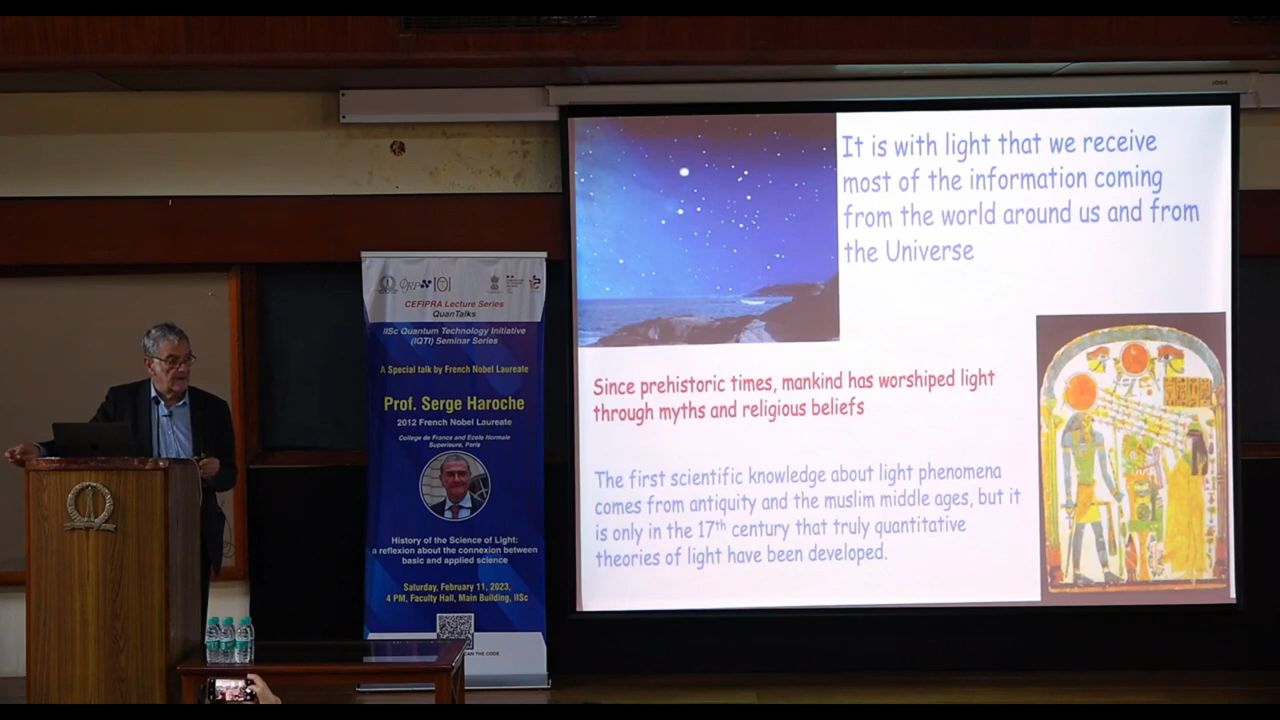 CEFIPRA Lecture Series
QuanTalks
IISc Quantum Technology Initiative
(IQTI) Seminar Series
A Special talk by French Nobel Laureate
Prof. Serge Haroche
2012 French Nobel Laureate
College de France and Ecole Normale
Superieure, Paris
History of the Science of Light:
a reflexion about the connexion between
basic and applied science
Saturday, February 11, 2023,
4 PM, Faculty Hall, Main Building, IISc
THE CODE
It is with light that we receive
most of the information coming
from the world around us and from
the Universe
Since prehistoric times, mankind has worshiped light
through myths and religious beliefs
The first scientific knowledge about light phenomena
comes from antiquity and the muslim middle ages, but it
is only in the 17th century that truly quantitative
theories of light have been developed.